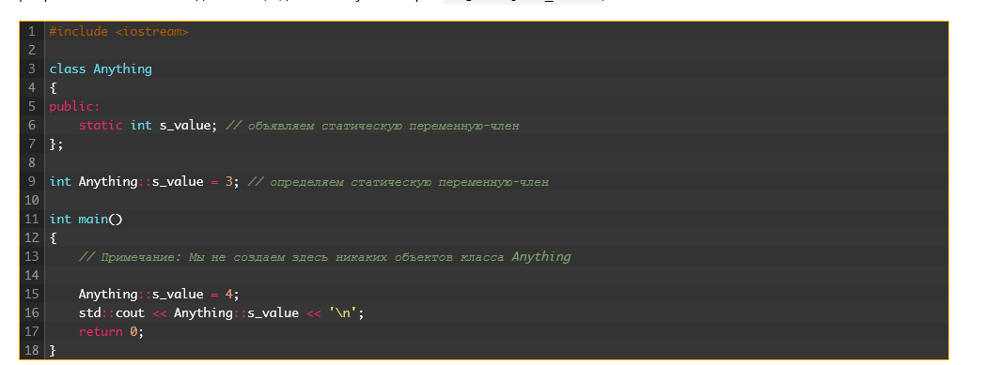 1 #include <iostream>
2
3 class Anything
4 {
5 public:
6     static int s_value; // объявляем статическую переменную-член
7 };
8
9 int Anything::s_value = 3; // определяем статическую переменную-член
10
11 int main()
12 {
13     // Примечание: Мы не создаем здесь никаких объектов класса Anything
14
15     Anything::s_value = 4;
16     std::cout << Anything::s_value << '\n';
17     return 0;
18 }